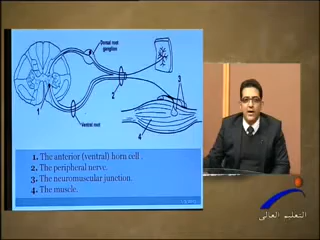 Dorsal root
ganglion
1
2
3
4
Ventral root
1. The anterior (ventral) horn cell .
2. The peripheral nerve.
3. The neuromuscular junction.
4. The muscle.
التعليم العالى